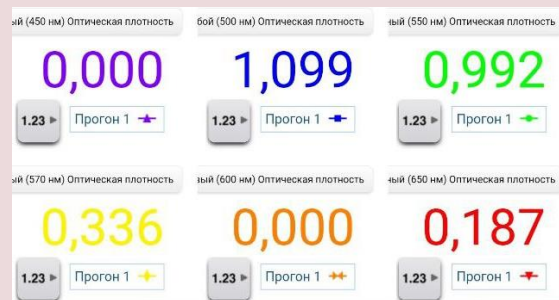 ый (450 нм) Оптическая плотность
бой (500 нм) Оптическая плотность
ный (550 нм) Оптическая плотность
0,000
1,099
0,992
1.23
Прогон 1
1.23
Прогон 1
1.23
Прогон 1
ый (570 нм) Оптическая плотность
ый (600 нм) Оптическая плотность
ный (650 нм) Оптическая плотность
0,336
0,000
0,187
1.23
Прогон 1
1.23
Прогон 1
1.23
Прогон 1